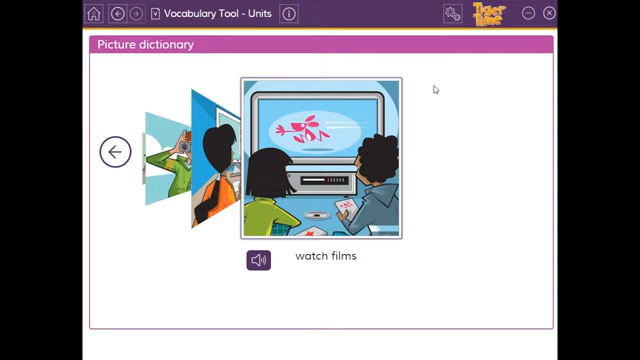 Vocabulary Tool - Units
Tiger Time
Picture dictionary
watch films